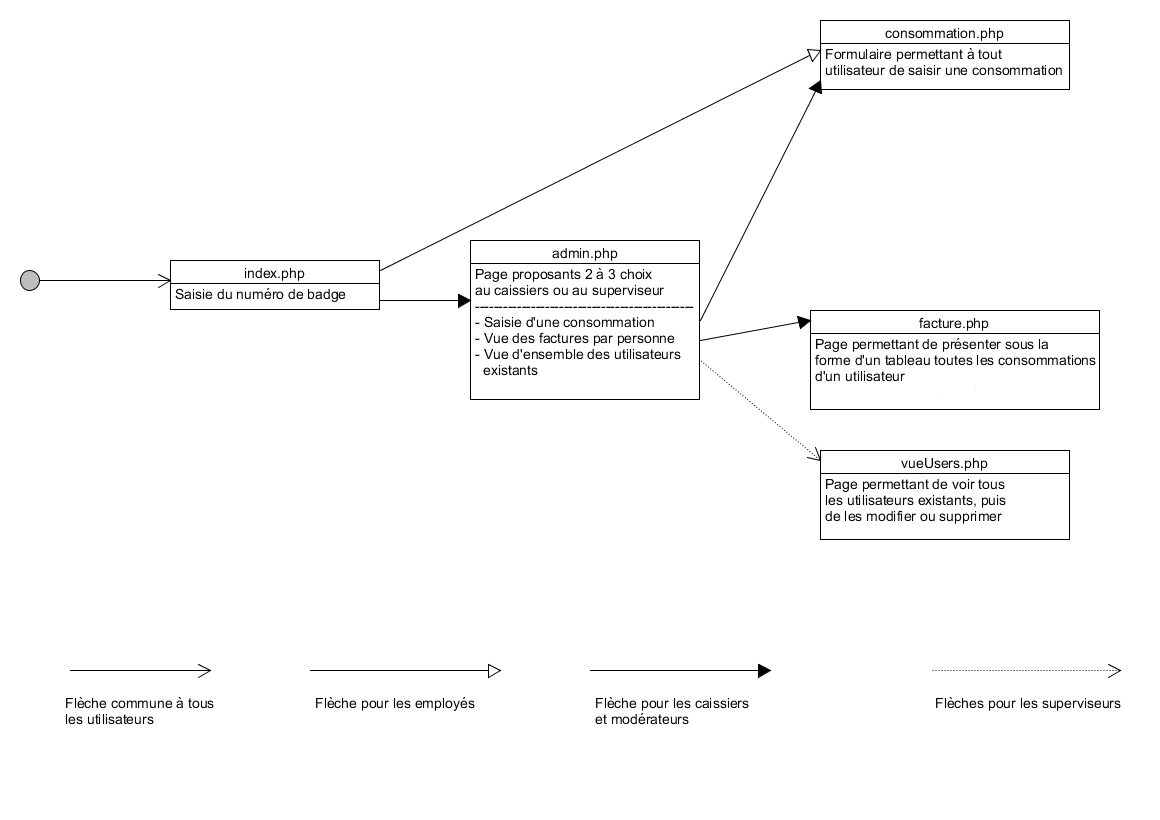 consommation.php
Formulaire permettant à tout
utilisateur de saisir une consommation
index.php
Saisie du numéro de badge
admin.php
Page proposants 2 à 3 choix
au caissiers ou au superviseur
- Saisie d'une consommation
- Vue des factures par personne
- Vue d'ensemble des utilisateurs
existants
facture.php
Page permettant de présenter sous la
forme d'un tableau toutes les consommations
d'un utilisateur
vueUsers.php
Page permettant de voir tous
les utilisateurs existants, puis
de les modifier ou supprimer
Flèche commune à tous
les utilisateurs
Flèche pour les employés
Flèche pour les caissiers
et modérateurs
Flèches pour les superviseurs